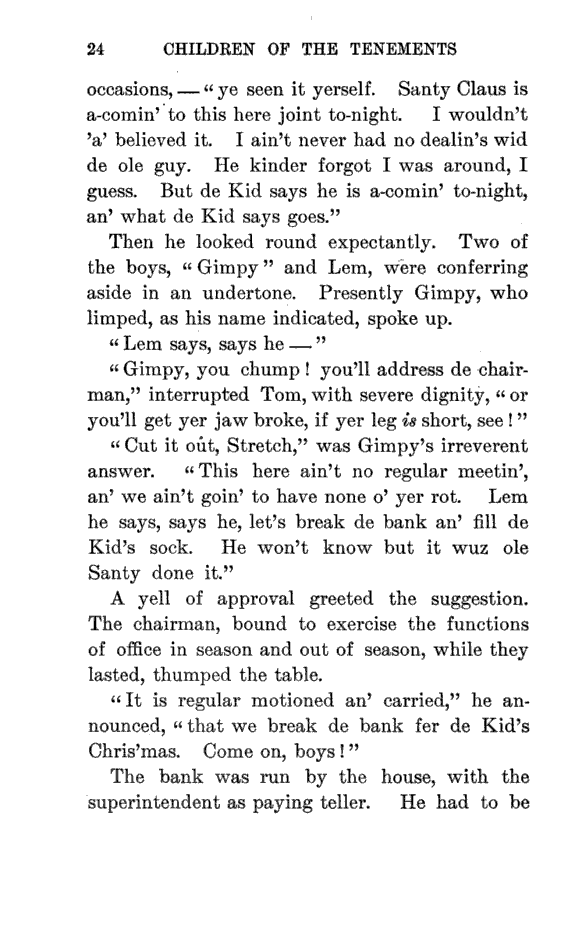 24 CHILDREN OF THE TENEMENTS
occasions, — “ ye seen it yerself. Santy Claus is
a-comin’ to this here joint to-night. I wouldn’t
’a’ believed it. I ain’t never had no dealin’s wid
de ole guy. He kinder forgot I was around, I
guess. But de Kid says he is a-comin’ to-night,
an’ what de Kid says goes.”
Then he looked round expectantly. Two of
the boys, “ Gimpy ” and Lem, were conferring
aside in an undertone. Presently Gimpy, who
limped, as his name indicated, spoke up.
“ Lem says, says he — ”
“ Gimpy, you chump ! you’ll address de chair-
man,” interrupted Tom, with severe dignity, “ or
you’ll get yer jaw broke, if yer leg is short, see ! ”
“ Cut it out, Stretch,” was Gimpy’s irreverent
answer. “ This here ain’t no regular meetin’,
an’ we ain’t goin’ to have none o’ yer rot. Lem
he says, says he, let’s break de bank an’ fill de
Kid’s sock. He won’t know but it wuz ole
Santy done it.”
A yell of approval greeted the suggestion.
The chairman, bound to exercise the functions
of office in season and out of season, while they
lasted, thumped the table.
“ It is regular motioned an’ carried,” he an-
nounced, “ that we break de bank fer de Kid’s
Chris’mas. Come on, boys ! ”
The bank was run by the house, with the
superintendent as paying teller. He had to be